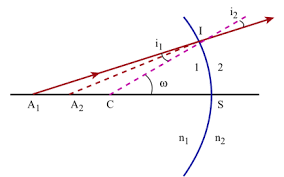 i₂
I
i₁
1 2
ω
A₁ A₂ C S
n₁ n₂